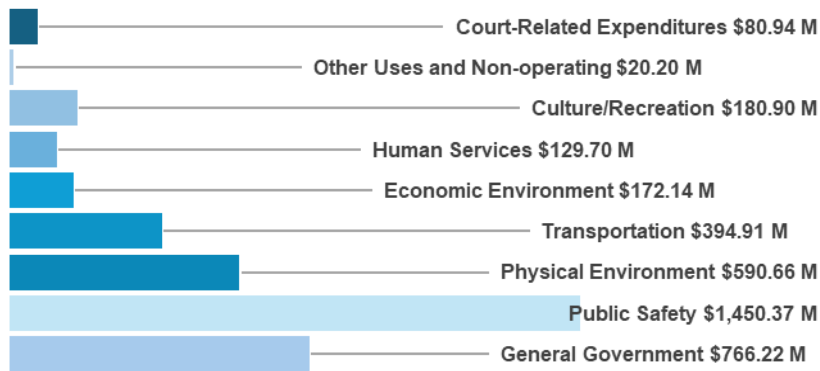 Court-Related Expenditures $80.94 M
Other Uses and Non-operating $20.20 M
Culture/Recreation $180.90 M
Human Services $129.70 M
Economic Environment $172.14 M
Transportation $394.91 M
Physical Environment $590.66 M
Public Safety $1,450.37 M
General Government $766.22 M